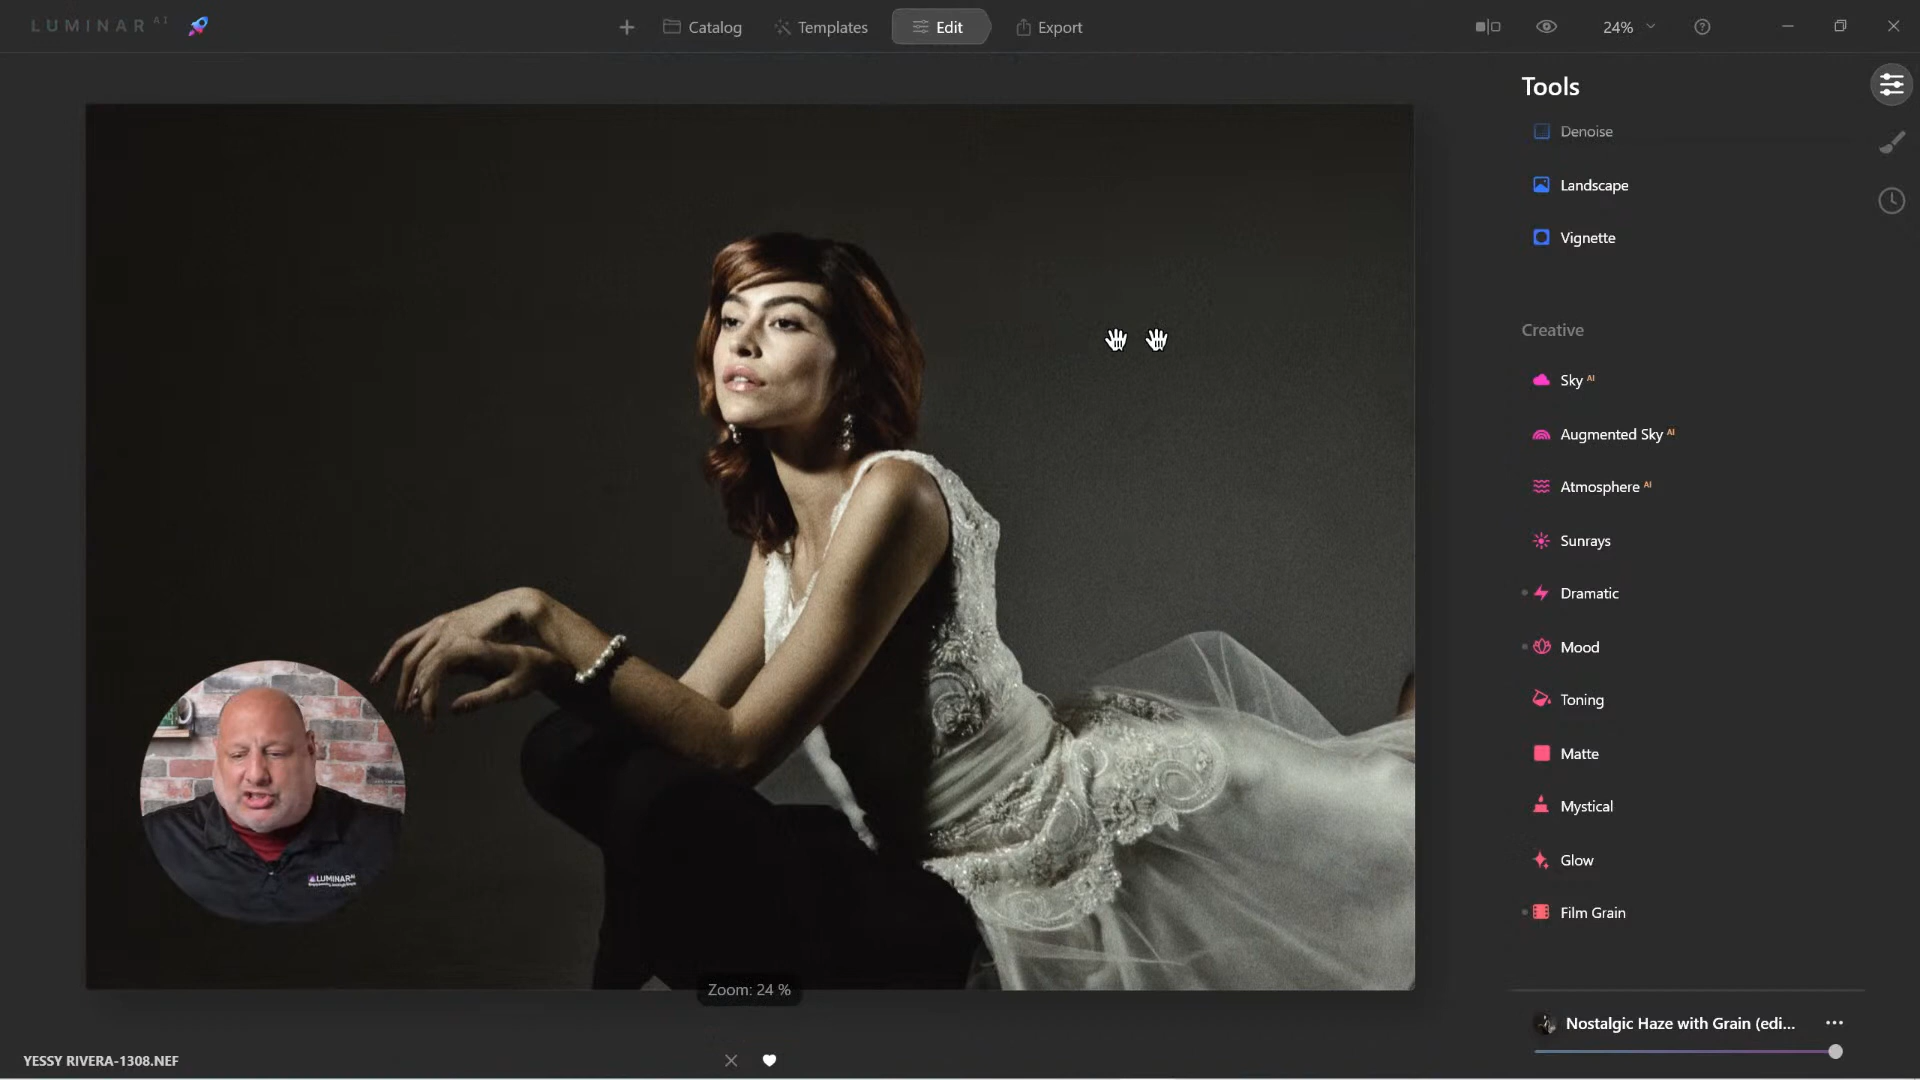 LUMINAR AI
Catalog
Templates
Edit
Export
24%
Tools
Denoise
Landscape
Vignette
Creative
Sky AI
Augmented Sky AI
Atmosphere AI
Sunrays
Dramatic
Mood
Toning
Matte
Mystical
Glow
Film Grain
LUMINAR AI
Zoom: 24 %
Nostalgic Haze with Grain (edi...
YESSY RIVERA-1308.NEF